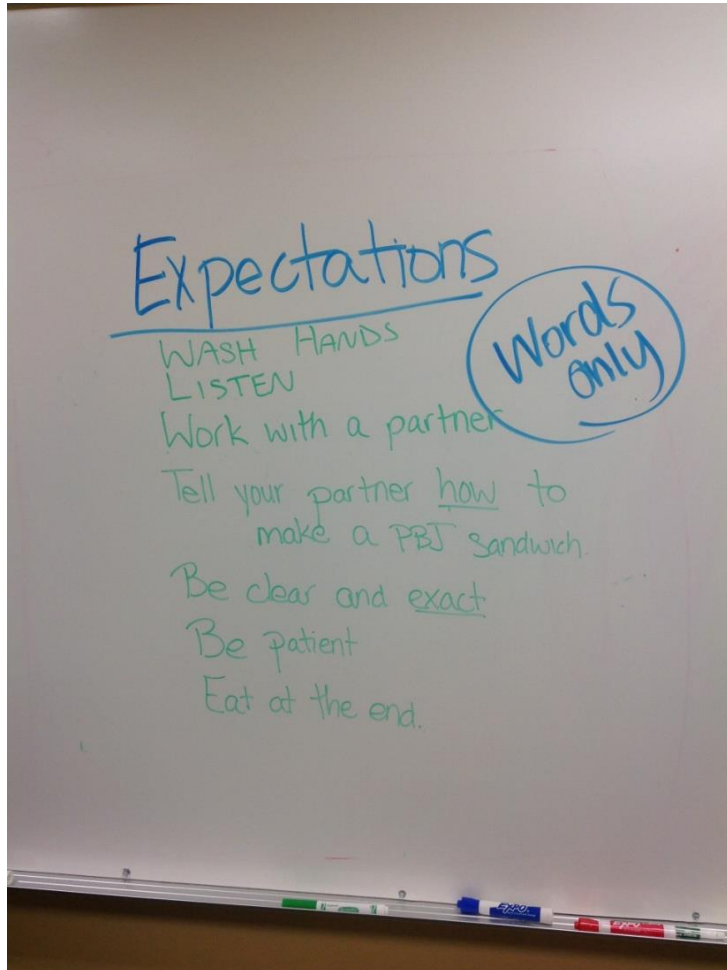 Expectations
Words
only
WASH HANDS
LISTEN
Work with a partner
Tell your partner how to
make a PBJ sandwich.
Be clear and exact
Be patient
Eat at the end.
EXPO
EXPO